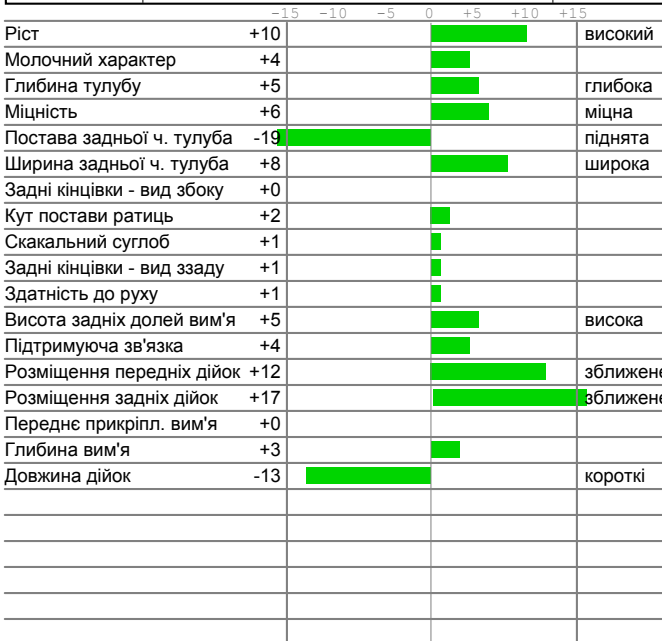 -15 -10 -5 0 +5 +10 +15
Ріст +10 високий
Молочний характер +4
Глибина тулубу +5 глибока
Міцність +6 міцна
Постава задньої ч. тулуба -19 піднята
Ширина задньої ч. тулуба +8 широка
Задні кінцівки - вид збоку +0
Кут постави ратиць +2
Скакальний суглоб +1
Задні кінцівки - вид ззаду +1
Здатність до руху +1
Висота задніх долей вим'я +5 висока
Підтримуюча зв'язка +4
Розміщення передніх дійок +12 зближене
Розміщення задніх дійок +17 зближене
Переднє прикріпл. вим'я +0
Глибина вим'я +3
Довжина дійок -13 короткі